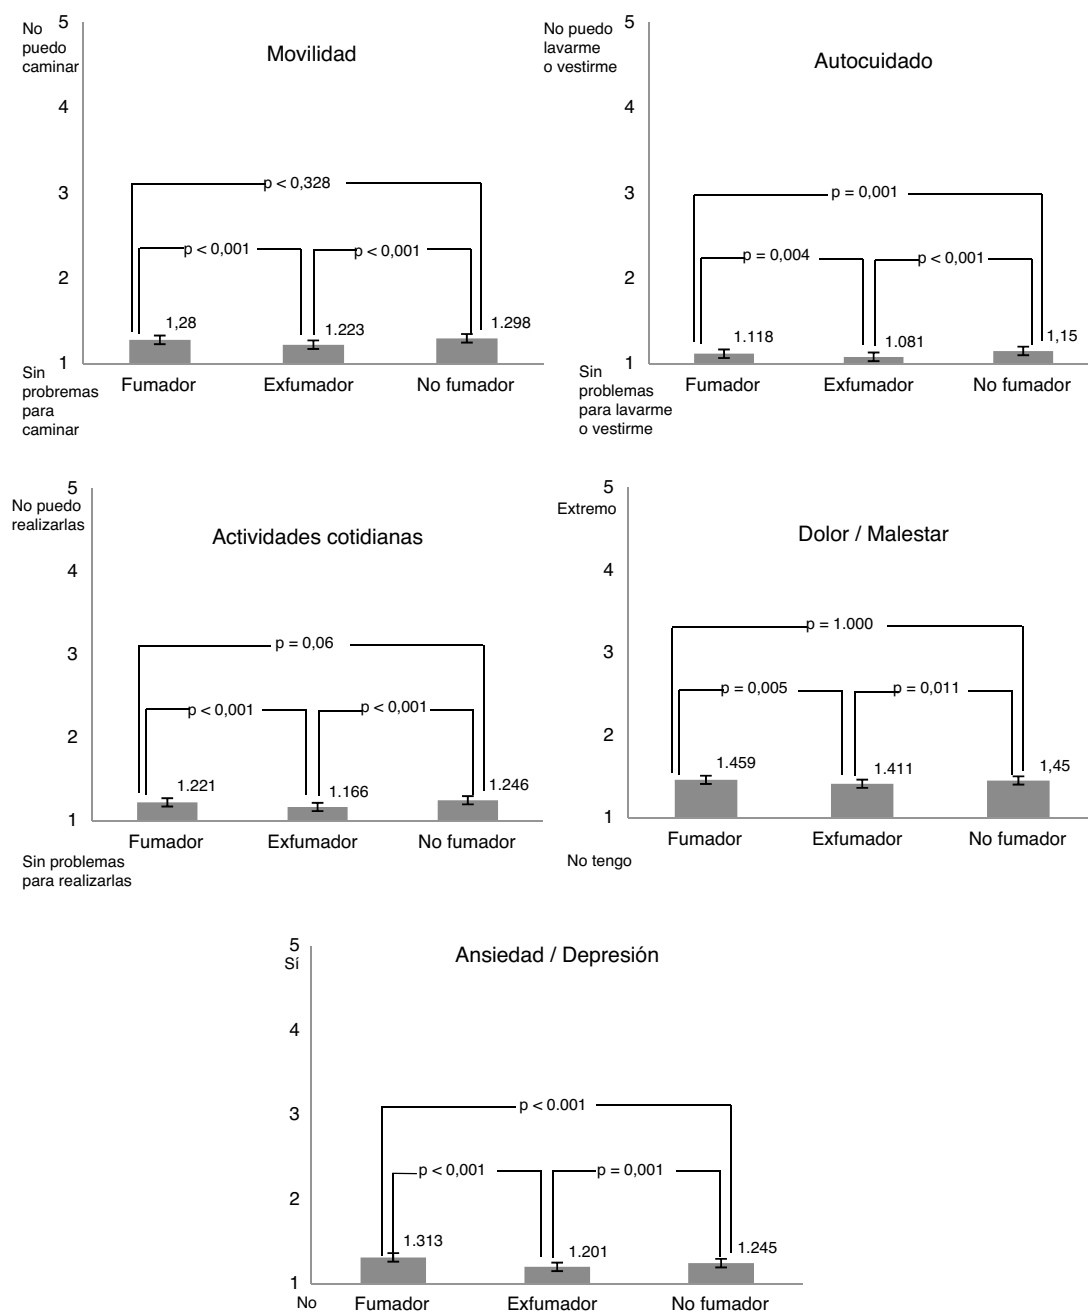 No
puedo
caminar
5
Movilidad
4
3
p < 0,328
2
p < 0,001
p < 0,001
1,28
1.223
1.298
1
Sin
probremas
para
caminar
Fumador
Exfumador
No fumador
No puedo
lavarme
o vestirme
5
Autocuidado
4
3
p = 0,001
2
p = 0,004
p < 0,001
1.118
1.081
1,15
1
Sin
problemas
para lavarme
o vestirme
Fumador
Exfumador
No fumador
5
No puedo
realizarlas
Actividades cotidianas
4
3
p = 0,06
p < 0,001
p < 0,001
2
1.221
1.166
1.246
1
Fumador
Exfumador
No fumador
Sin problemas
para realizarlas
5
Extremo
Dolor / Malestar
4
3
p = 1.000
p = 0,005
p = 0,011
2
1.459
1.411
1,45
1
Fumador
Exfumador
No fumador
No tengo
5
Sí
Ansiedad / Depresión
4
3
p < 0.001
p < 0,001
p = 0,001
2
1.313
1.201
1.245
1
No
Fumador
Exfumador
No fumador